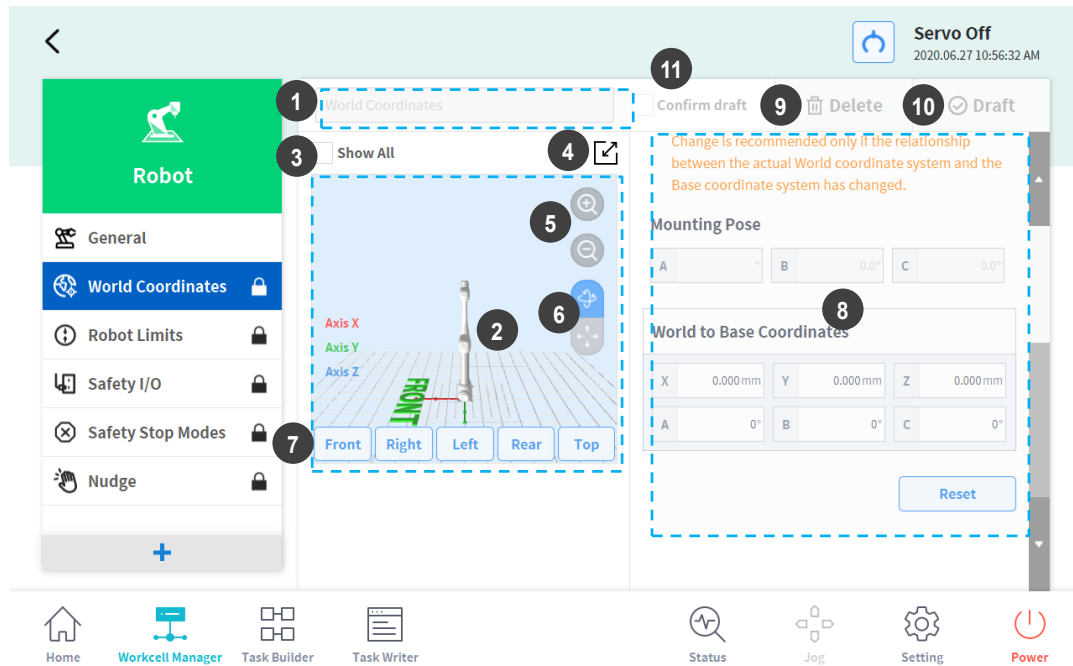 Servo Off
2020.06.27 10:56:32 AM
11
1
World Coordinates
Confirm draft
9
Delete
10
Draft
Robot
3
Show All
4
Change is recommended only if the relationship
between the actual World coordinate system and the
Base coordinate system has changed.
General
5
Mounting Pose
A
°
B
0.0°
C
0.0°
World Coordinates
6
8
Axis X
Axis Y
Axis Z
2
FRONT
World to Base Coordinates
Robot Limits
X
0.000 mm
Y
0.000 mm
Z
0.000 mm
Safety I/O
A
0°
B
0°
C
0°
Safety Stop Modes
7
Front
Right
Left
Rear
Top
Nudge
Reset
+
Home
Workcell Manager
Task Builder
Task Writer
Status
Jog
Setting
Power